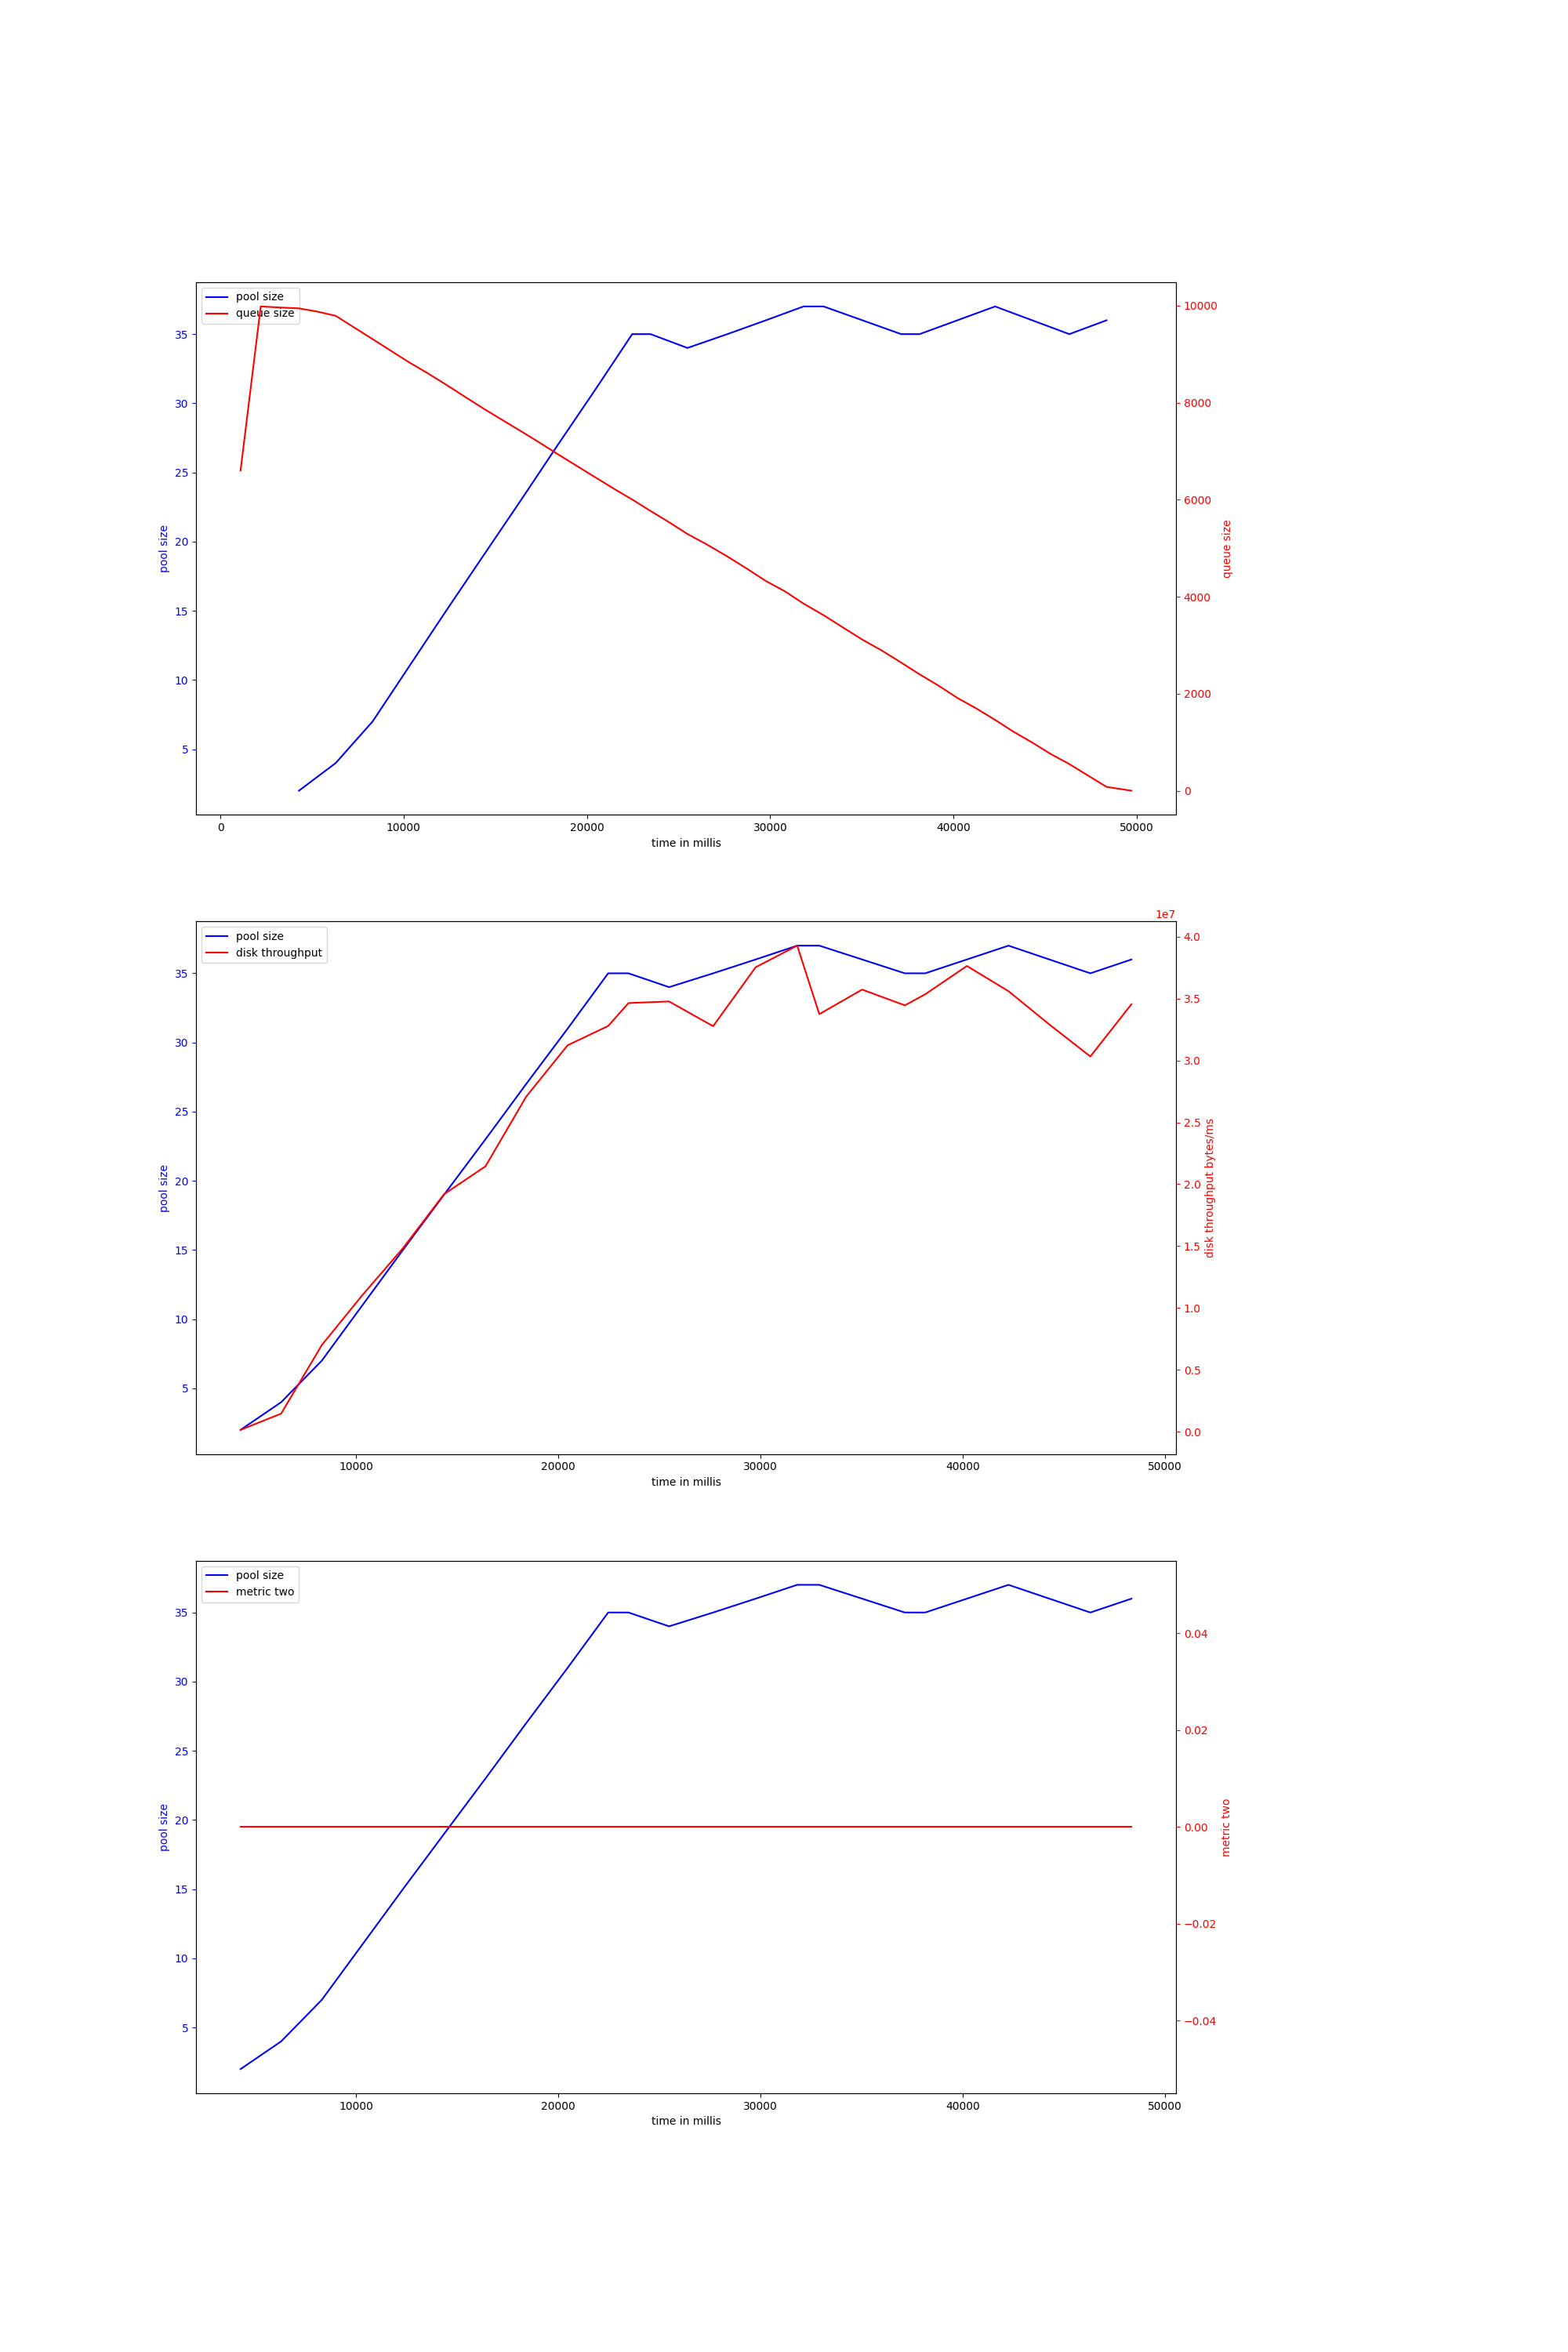 pool size
queue size
35
30
25
20
15
10
5
pool size
10000
8000
6000
4000
2000
0
queue size
0 10000 20000 30000 40000 50000
time in millis
1e7
pool size
disk throughput
35
30
25
20
15
10
5
pool size
4.0
3.5
3.0
2.5
2.0
1.5
1.0
0.5
0.0
disk throughput bytes/ms
10000 20000 30000 40000 50000
time in millis
pool size
metric two
35
30
25
20
15
10
5
pool size
0.04
0.02
0.00
−0.02
−0.04
metric two
10000 20000 30000 40000 50000
time in millis